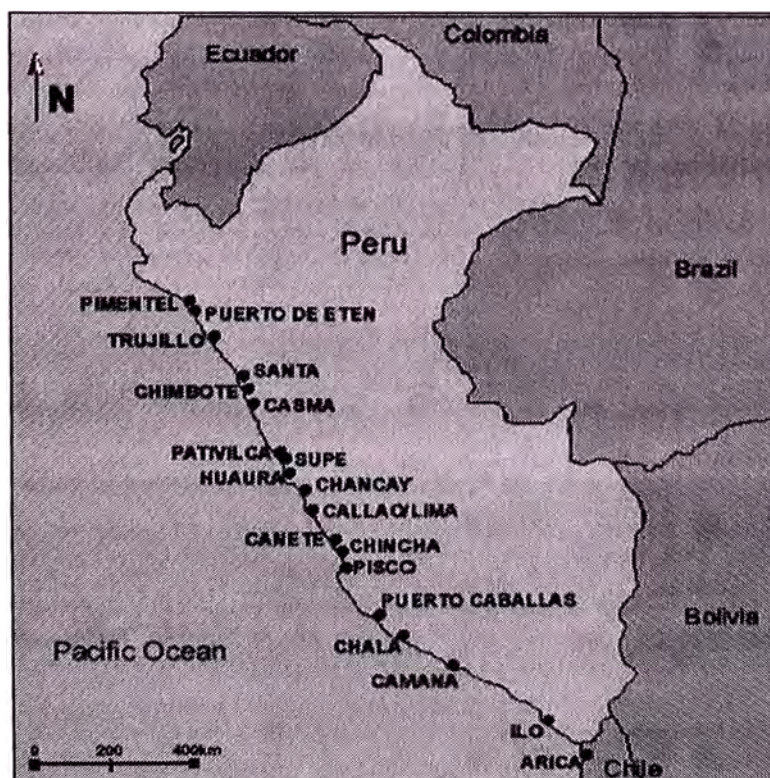 Colombia
Ecuador
N
Peru
Brazil
PIMENTEL
PUERTO DE ETEN
TRUJILLO
SANTA
CHIMBOTE
CASMA
PATIVILCA
SUPE
HUAURA
CHANCAY
CALLAO/LIMA
CANETE
CHINCHA
PISCO
PUERTO CABALLAS
Bolivia
CHALA
Pacific Ocean
CAMANA
ILO
ARICA
Chile
0 200 400km